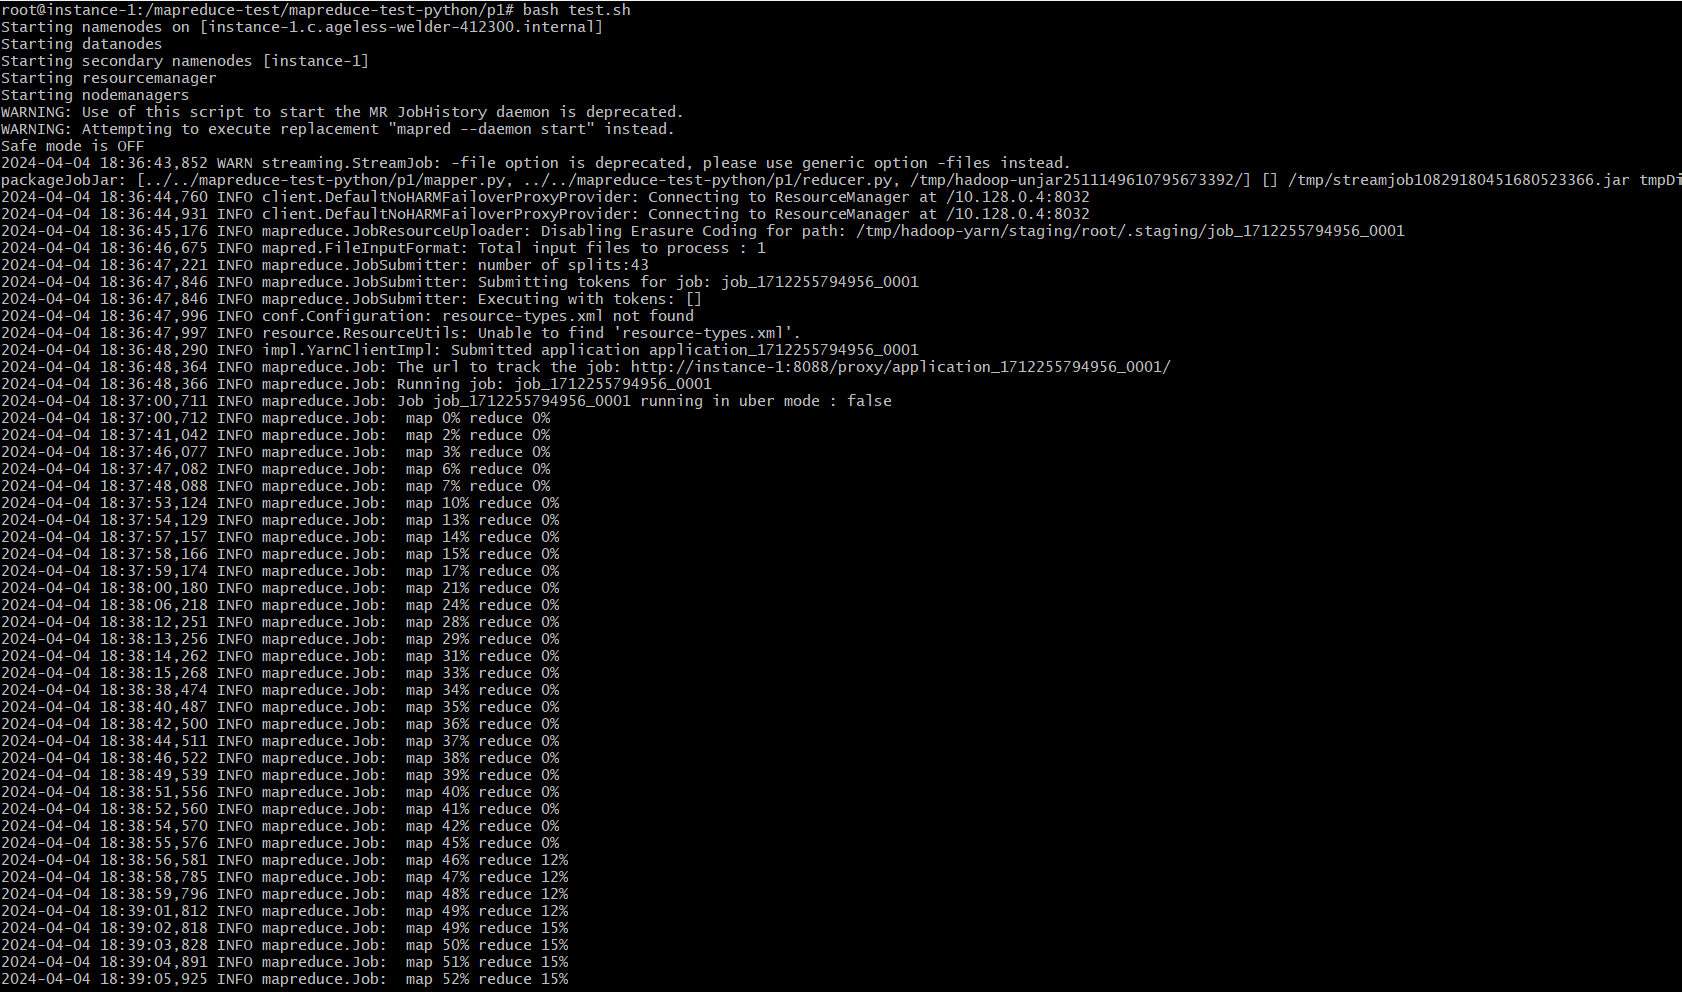 root@instance-1:/mapreduce-test/mapreduce-test-python/p1# bash test.sh
Starting namenodes on [instance-1.c.ageless-welder-412300.internal]
Starting datanodes
Starting secondary namenodes [instance-1]
Starting resourcemanager
Starting nodemanagers
WARNING: Use of this script to start the MR JobHistory daemon is deprecated.
WARNING: Attempting to execute replacement "mapred --daemon start" instead.
Safe mode is OFF
2024-04-04 18:36:43,852 WARN streaming.StreamJob: -file option is deprecated, please use generic option -files instead.
packageJobJar: [../../mapreduce-test-python/p1/mapper.py, ../../mapreduce-test-python/p1/reducer.py, /tmp/hadoop-unjar2511149610795673392/] [] /tmp/streamjob10829180451680523366.jar tmpDi
2024-04-04 18:36:44,760 INFO client.DefaultNoHARMFailoverProxyProvider: Connecting to ResourceManager at /10.128.0.4:8032
2024-04-04 18:36:44,931 INFO client.DefaultNoHARMFailoverProxyProvider: Connecting to ResourceManager at /10.128.0.4:8032
2024-04-04 18:36:45,176 INFO mapreduce.JobResourceUploader: Disabling Erasure Coding for path: /tmp/hadoop-yarn/staging/root/.staging/job_1712255794956_0001
2024-04-04 18:36:46,675 INFO mapred.FileInputFormat: Total input files to process : 1
2024-04-04 18:36:47,221 INFO mapreduce.JobSubmitter: number of splits:43
2024-04-04 18:36:47,846 INFO mapreduce.JobSubmitter: Submitting tokens for job: job_1712255794956_0001
2024-04-04 18:36:47,846 INFO mapreduce.JobSubmitter: Executing with tokens: []
2024-04-04 18:36:47,996 INFO conf.Configuration: resource-types.xml not found
2024-04-04 18:36:47,997 INFO resource.ResourceUtils: Unable to find 'resource-types.xml'.
2024-04-04 18:36:48,290 INFO impl.YarnClientImpl: Submitted application application_1712255794956_0001
2024-04-04 18:36:48,364 INFO mapreduce.Job: The url to track the job: http://instance-1:8088/proxy/application_1712255794956_0001/
2024-04-04 18:36:48,366 INFO mapreduce.Job: Running job: job_1712255794956_0001
2024-04-04 18:37:00,711 INFO mapreduce.Job: Job job_1712255794956_0001 running in uber mode : false
2024-04-04 18:37:00,712 INFO mapreduce.Job:  map 0% reduce 0%
2024-04-04 18:37:41,042 INFO mapreduce.Job:  map 2% reduce 0%
2024-04-04 18:37:46,077 INFO mapreduce.Job:  map 3% reduce 0%
2024-04-04 18:37:47,082 INFO mapreduce.Job:  map 6% reduce 0%
2024-04-04 18:37:48,088 INFO mapreduce.Job:  map 7% reduce 0%
2024-04-04 18:37:53,124 INFO mapreduce.Job:  map 10% reduce 0%
2024-04-04 18:37:54,129 INFO mapreduce.Job:  map 13% reduce 0%
2024-04-04 18:37:57,157 INFO mapreduce.Job:  map 14% reduce 0%
2024-04-04 18:37:58,166 INFO mapreduce.Job:  map 15% reduce 0%
2024-04-04 18:37:59,174 INFO mapreduce.Job:  map 17% reduce 0%
2024-04-04 18:38:00,180 INFO mapreduce.Job:  map 21% reduce 0%
2024-04-04 18:38:06,218 INFO mapreduce.Job:  map 24% reduce 0%
2024-04-04 18:38:12,251 INFO mapreduce.Job:  map 28% reduce 0%
2024-04-04 18:38:13,256 INFO mapreduce.Job:  map 29% reduce 0%
2024-04-04 18:38:14,262 INFO mapreduce.Job:  map 31% reduce 0%
2024-04-04 18:38:15,268 INFO mapreduce.Job:  map 33% reduce 0%
2024-04-04 18:38:38,474 INFO mapreduce.Job:  map 34% reduce 0%
2024-04-04 18:38:40,487 INFO mapreduce.Job:  map 35% reduce 0%
2024-04-04 18:38:42,500 INFO mapreduce.Job:  map 36% reduce 0%
2024-04-04 18:38:44,511 INFO mapreduce.Job:  map 37% reduce 0%
2024-04-04 18:38:46,522 INFO mapreduce.Job:  map 38% reduce 0%
2024-04-04 18:38:49,539 INFO mapreduce.Job:  map 39% reduce 0%
2024-04-04 18:38:51,556 INFO mapreduce.Job:  map 40% reduce 0%
2024-04-04 18:38:52,560 INFO mapreduce.Job:  map 41% reduce 0%
2024-04-04 18:38:54,570 INFO mapreduce.Job:  map 42% reduce 0%
2024-04-04 18:38:55,576 INFO mapreduce.Job:  map 45% reduce 0%
2024-04-04 18:38:56,581 INFO mapreduce.Job:  map 46% reduce 12%
2024-04-04 18:38:58,785 INFO mapreduce.Job:  map 47% reduce 12%
2024-04-04 18:38:59,796 INFO mapreduce.Job:  map 48% reduce 12%
2024-04-04 18:39:01,812 INFO mapreduce.Job:  map 49% reduce 12%
2024-04-04 18:39:02,818 INFO mapreduce.Job:  map 49% reduce 15%
2024-04-04 18:39:03,828 INFO mapreduce.Job:  map 50% reduce 15%
2024-04-04 18:39:04,891 INFO mapreduce.Job:  map 51% reduce 15%
2024-04-04 18:39:05,925 INFO mapreduce.Job:  map 52% reduce 15%